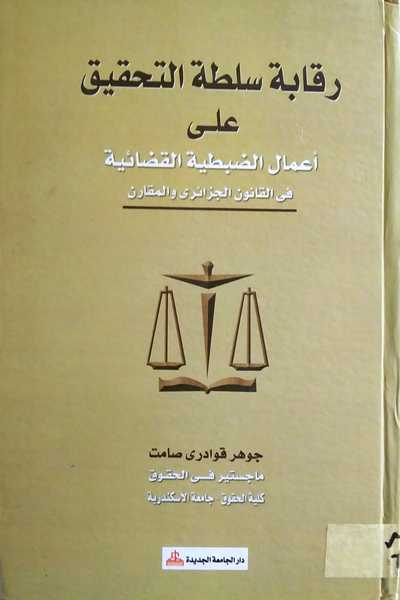 رقابة سلطة التحقيق
على
أعمال الضبطية القضائية
فى القانون الجزائرى والمقارن
جوهر قوادرى صامت
ماجستير فى الحقوق
كلية الحقوق جامعة الاسكندرية
دار الجامعة الجديدة